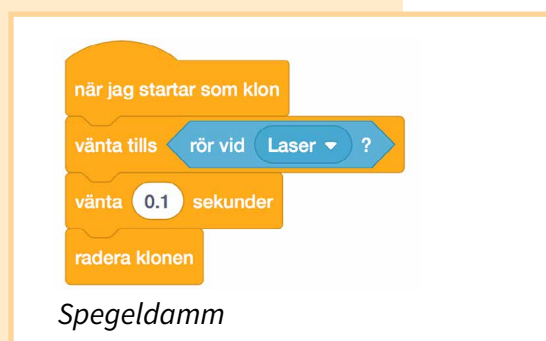 när jag startar som klon
vänta tills rör vid Laser ?
vänta 0.1 sekunder
radera klonen
Spegeldamm